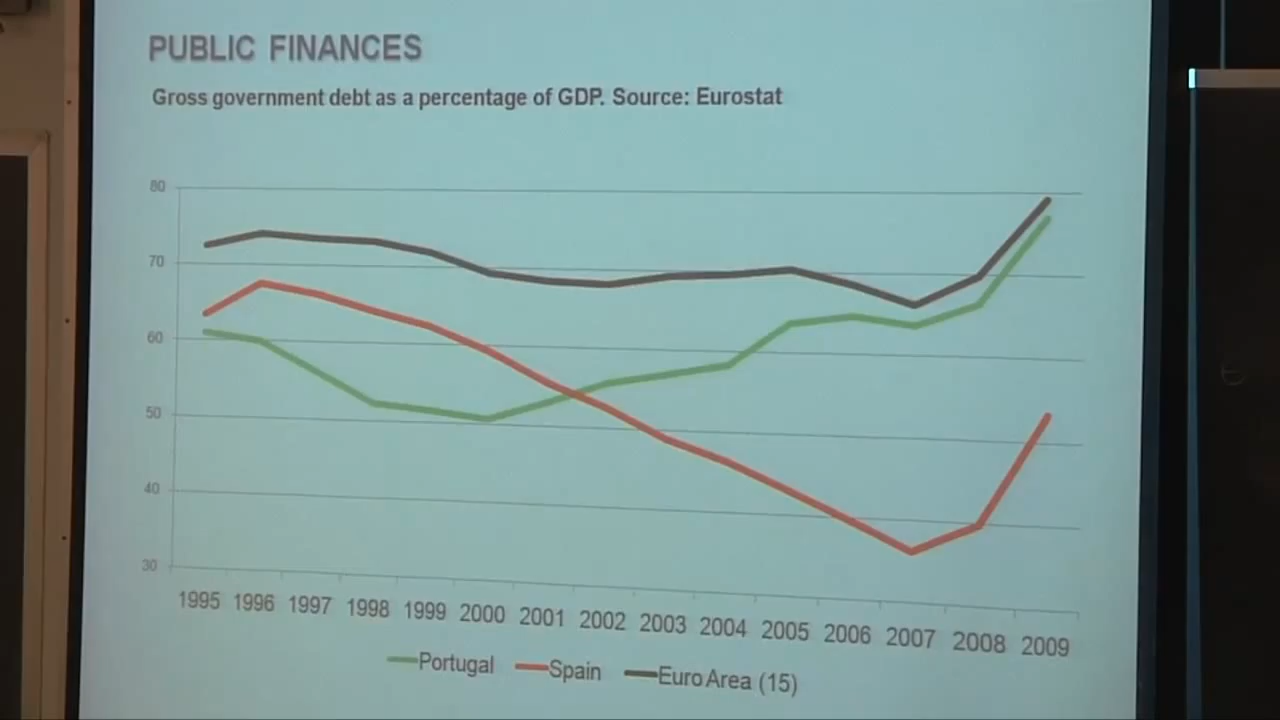 PUBLIC FINANCES
Gross government debt as a percentage of GDP. Source: Eurostat
80
70
60
50
40
30
1995 1996 1997 1998 1999 2000 2001 2002 2003 2004 2005 2006 2007 2008 2009
Portugal Spain Euro Area (15)